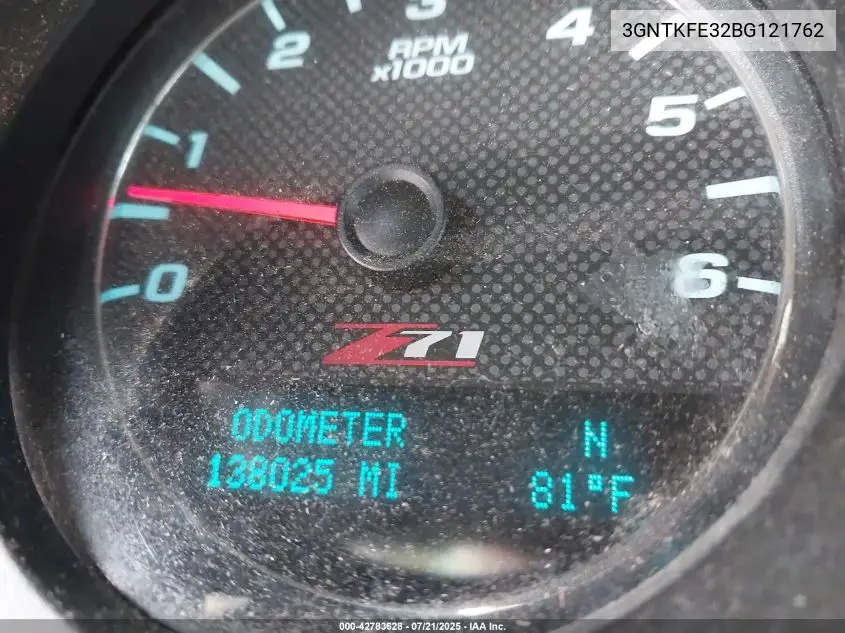 3GNTKFE32BG121762
0
1
2
3
4
5
6
RPM
x1000
Z71
ODOMETER N
138025 MI 81°F
000-42783628 - 07/21/2025 - IAA Inc.